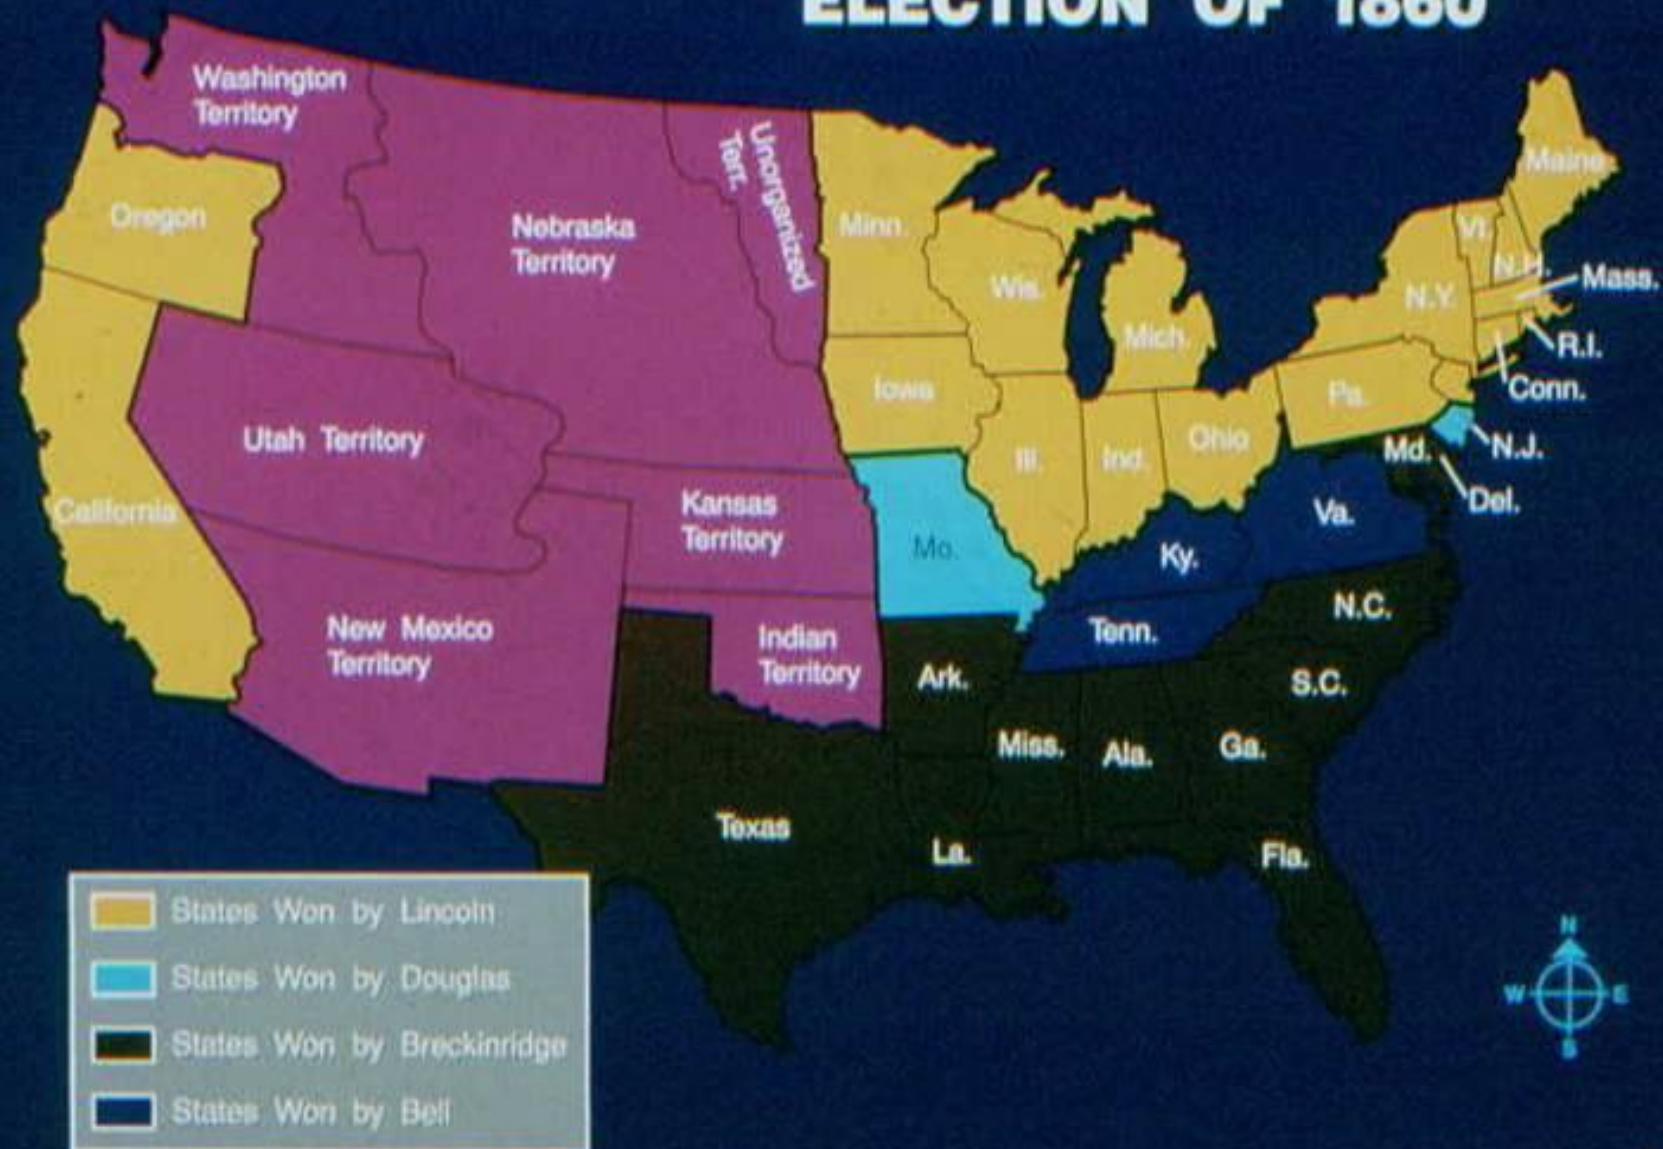 ELECTION OF 1860
Washington
Territory
Oregon
Nebraska
Territory
Unorganized
Terr.
Minn.
Wis.
Mich.
Maine
Vt.
N.H.
Mass.
N.Y.
R.I.
Conn.
Iowa
Pa.
N.J.
Utah Territory
Ill.
Ind.
Ohio
Md.
Del.
California
Kansas
Territory
Mo.
Ky.
Va.
New Mexico
Territory
Indian
Territory
Ark.
Tenn.
N.C.
S.C.
Miss.
Ala.
Ga.
Texas
La.
Fla.
States Won by Lincoln
States Won by Douglas
States Won by Breckinridge
States Won by Bell
N
W
E
S